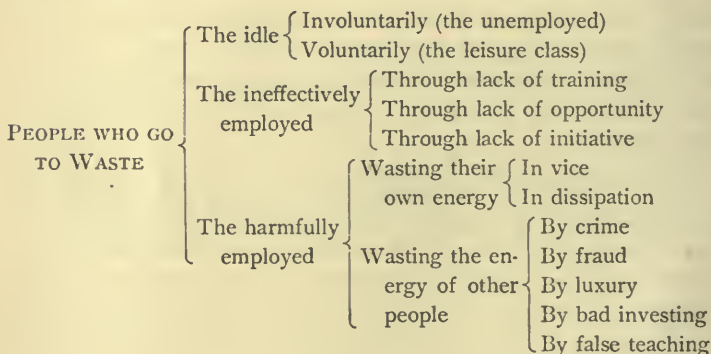 PEOPLE WHO GO
TO WASTE
The idle
Involuntarily (the unemployed)
Voluntarily (the leisure class)
The ineffectively
employed
Through lack of training
Through lack of opportunity
Through lack of initiative
The harmfully
employed
Wasting their
own energy
In vice
In dissipation
Wasting the en-
ergy of other
people
By crime
By fraud
By luxury
By bad investing
By false teaching